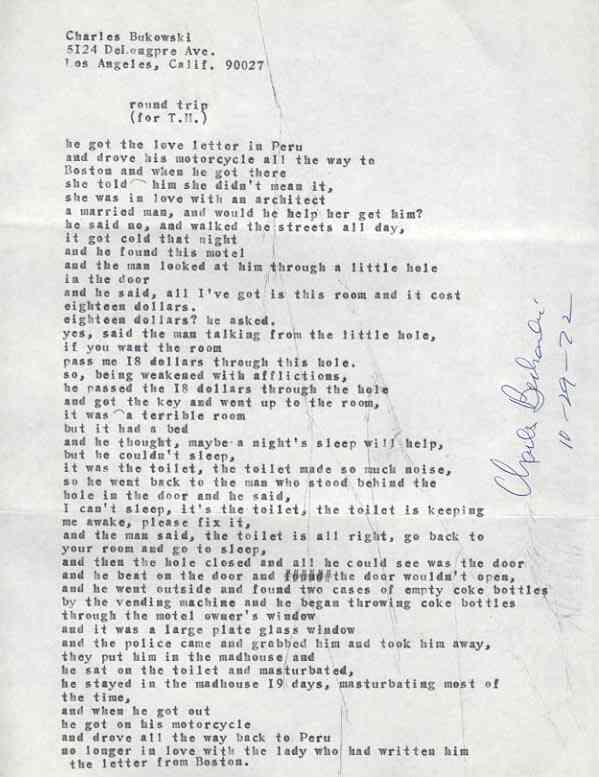 Charles Bukowski
5I24 DeLongpre Ave.
Los Angeles, Calif. 90027
round trip
(for T.M.)
he got the love letter in Peru
and drove his motorcycle all the way to
Boston and when he got there
she told him she didn't mean it,
she was in love with an architect
a married man, and would he help her get him?
he said no, and walked the streets all day,
it got cold that night
and he found this motel
and the man looked at him through a little hole
in the door
and he said, all I've got is this room and it cost
eighteen dollars.
eighteen dollars? he asked.
yes, said the man talking from the little hole,
if you want the room
pass me I8 dollars through this hole.
so, being weakened with afflictions,
he passed the I8 dollars through the hole
and got the key and went up to the room,
it was a terrible room
but it had a bed
and he thought, maybe a night's sleep will help,
but he couldn't sleep,
it was the toilet, the toilet made so much noise,
so he went back to the man who stood behind the
hole in the door and he said,
I can't sleep, it's the toilet, the toilet is keeping
me awake, please fix it,
and the man said, the toilet is all right, go back to
your room and go to sleep,
and then the hole closed and all he could see was the door
and he beat on the door and the door wouldn't open,
and he went outside and found two cases of empty coke bottles
by the vending machine and he began throwing coke bottles
through the motel owner's window
and it was a large plate glass window
and the police came and grabbed him and took him away,
they put him in the madhouse and
he sat on the toilet and masturbated,
he stayed in the madhouse I9 days, masturbating most of
the time,
and when he got out
he got on his motorcycle
and drove all the way back to Peru
no longer in love with the lady who had written him
the letter from Boston.
Charles Bukowski
10-29-72